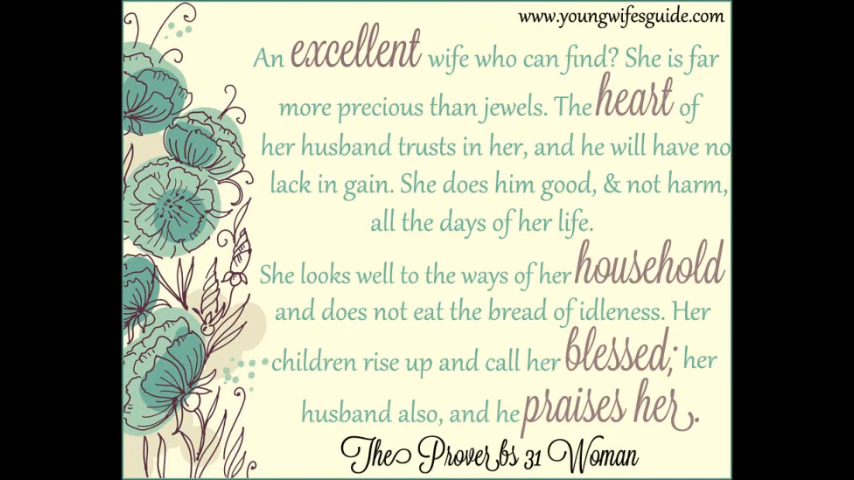 www.youngwifesguide.com
An excellent wife who can find? She is far
more precious than jewels. The heart of
her husband trusts in her, and he will have no
lack in gain. She does him good, & not harm,
all the days of her life.
She looks well to the ways of her household
and does not eat the bread of idleness. Her
children rise up and call her blessed; her
husband also, and he praises her.
The Proverbs 31 Woman